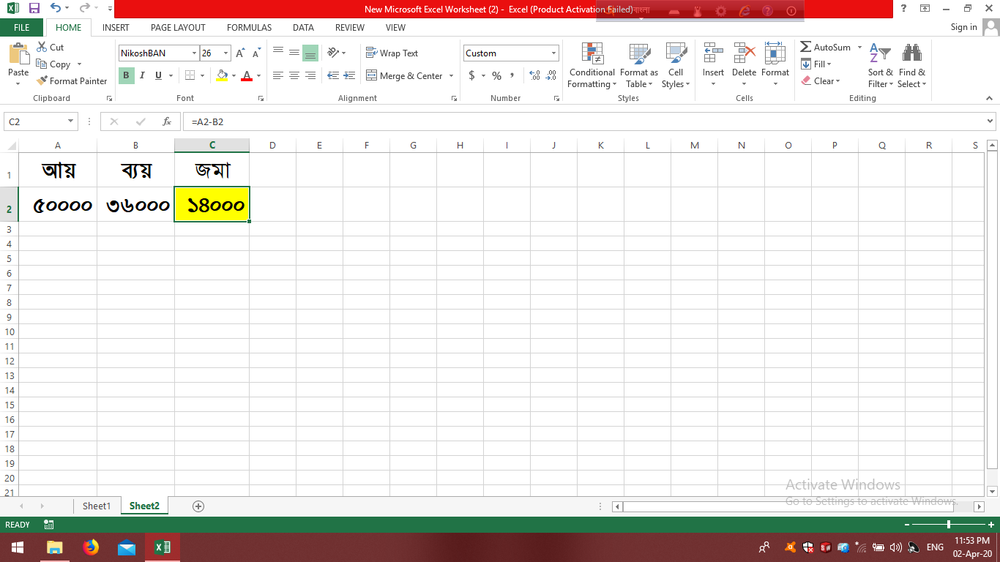 New Microsoft Excel Worksheet (2) - Excel (Product Activation Failed)
FILE HOME INSERT PAGE LAYOUT FORMULAS DATA REVIEW VIEW Sign in
Paste Cut Copy Format Painter Clipboard
NikoshBAN 26 B I U Font
Wrap Text Merge & Center Alignment
Custom $ % Number
Conditional Formatting Format as Table Cell Styles Styles
Insert Delete Format Cells
AutoSum Fill Clear Sort & Filter Find & Select Editing
C2 fx =A2-B2
A B C D E F G H I J K L M N O P Q R S
1 আয় ব্যয় জমা
2 ৫০০০০ ৩৬০০০ ১৪০০০
3
4
5
6
7
8
9
10
11
12
13
14
15
16
17
18
19
20
21
Activate Windows
Go to Settings to activate Windows.
Sheet1 Sheet2
READY
ENG 11:53 PM
02-Apr-20